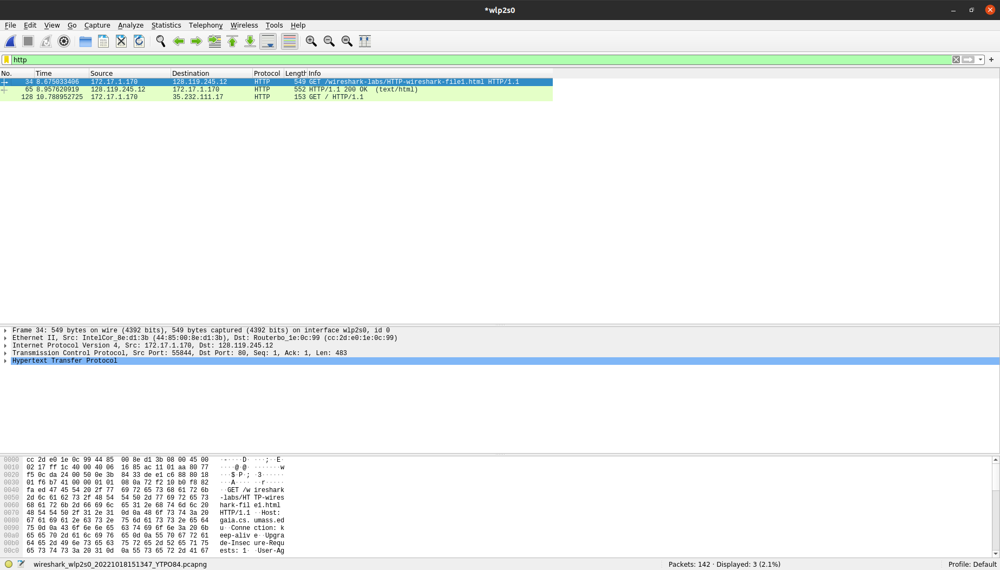 *wlp2s0
File Edit View Go Capture Analyze Statistics Telephony Wireless Tools Help
http
No. Time Source Destination Protocol Length Info
34 8.675033406 172.17.1.170 128.119.245.12 HTTP 549 GET /wireshark-labs/HTTP-wireshark-file1.html HTTP/1.1
65 8.957620919 128.119.245.12 172.17.1.170 HTTP 552 HTTP/1.1 200 OK (text/html)
128 10.788952725 172.17.1.170 35.232.111.17 HTTP 153 GET / HTTP/1.1
Frame 34: 549 bytes on wire (4392 bits), 549 bytes captured (4392 bits) on interface wlp2s0, id 0
Ethernet II, Src: IntelCor_8e:d1:3b (44:85:00:8e:d1:3b), Dst: Routerbo_1e:0c:99 (cc:2d:e0:1e:0c:99)
Internet Protocol Version 4, Src: 172.17.1.170, Dst: 128.119.245.12
Transmission Control Protocol, Src Port: 55844, Dst Port: 80, Seq: 1, Ack: 1, Len: 483
Hypertext Transfer Protocol
0000 cc 2d e0 1e 0c 99 44 85 00 8e d1 3b 08 00 45 00 ·-····D· ···;··E·
0010 02 17 ff 1c 40 00 40 06 16 85 ac 11 01 aa 80 77 ····@·@· ·······w
0020 f5 0c da 24 00 50 0e 3b 84 33 de e1 c6 88 80 18 ···$·P·; ·3······
0030 01 f6 b7 41 00 00 01 01 08 0a 72 f2 10 b0 f8 82 ···A···· ··r·····
0040 fa ed 47 45 54 20 2f 77 69 72 65 73 68 61 72 6b ··GET /w ireshark
0050 2d 6c 61 62 73 2f 48 54 54 50 2d 77 69 72 65 73 -labs/HT TP-wires
0060 68 61 72 6b 2d 66 69 6c 65 31 2e 68 74 6d 6c 20 hark-fil e1.html
0070 48 54 54 50 2f 31 2e 31 0d 0a 48 6f 73 74 3a 20 HTTP/1.1 ··Host:
0080 67 61 69 61 2e 63 73 2e 75 6d 61 73 73 2e 65 64 gaia.cs. umass.ed
0090 75 0d 0a 43 6f 6e 6e 65 63 74 69 6f 6e 3a 20 6b u··Conne ction: k
00a0 65 65 70 2d 61 6c 69 76 65 0d 0a 55 70 67 72 61 eep-aliv e··Upgra
00b0 64 65 2d 49 6e 73 65 63 75 72 65 2d 52 65 71 75 de-Insec ure-Requ
00c0 65 73 74 73 3a 20 31 0d 0a 55 73 65 72 2d 41 67 ests: 1· ·User-Ag
wireshark_wlp2s0_20221018151347_YTPO84.pcapng Packets: 142 · Displayed: 3 (2.1%) Profile: Default